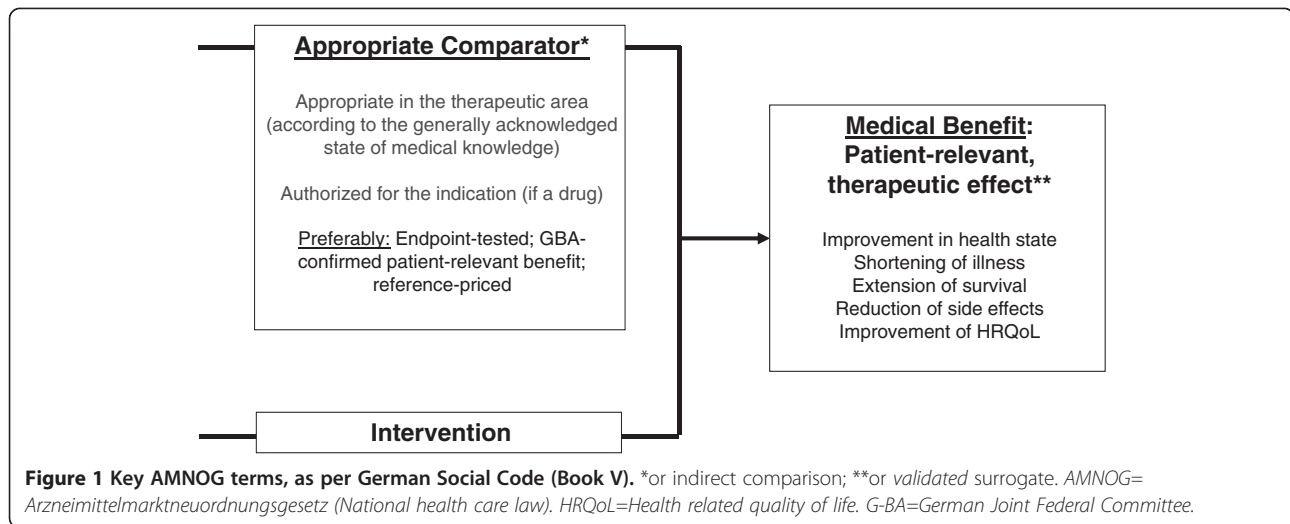 Appropriate Comparator*
Appropriate in the therapeutic area
(according to the generally acknowledged
state of medical knowledge)
Authorized for the indication (if a drug)
Preferably: Endpoint-tested; GBA-
confirmed patient-relevant benefit;
reference-priced
Medical Benefit:
Patient-relevant,
therapeutic effect**
Improvement in health state
Shortening of illness
Extension of survival
Reduction of side effects
Improvement of HRQoL
Intervention
Figure 1 Key AMNOG terms, as per German Social Code (Book V). *or indirect comparison; **or validated surrogate. AMNOG=
Arzneimittelmarktneuordnungsgesetz (National health care law). HRQoL=Health related quality of life. G-BA=German Joint Federal Committee.